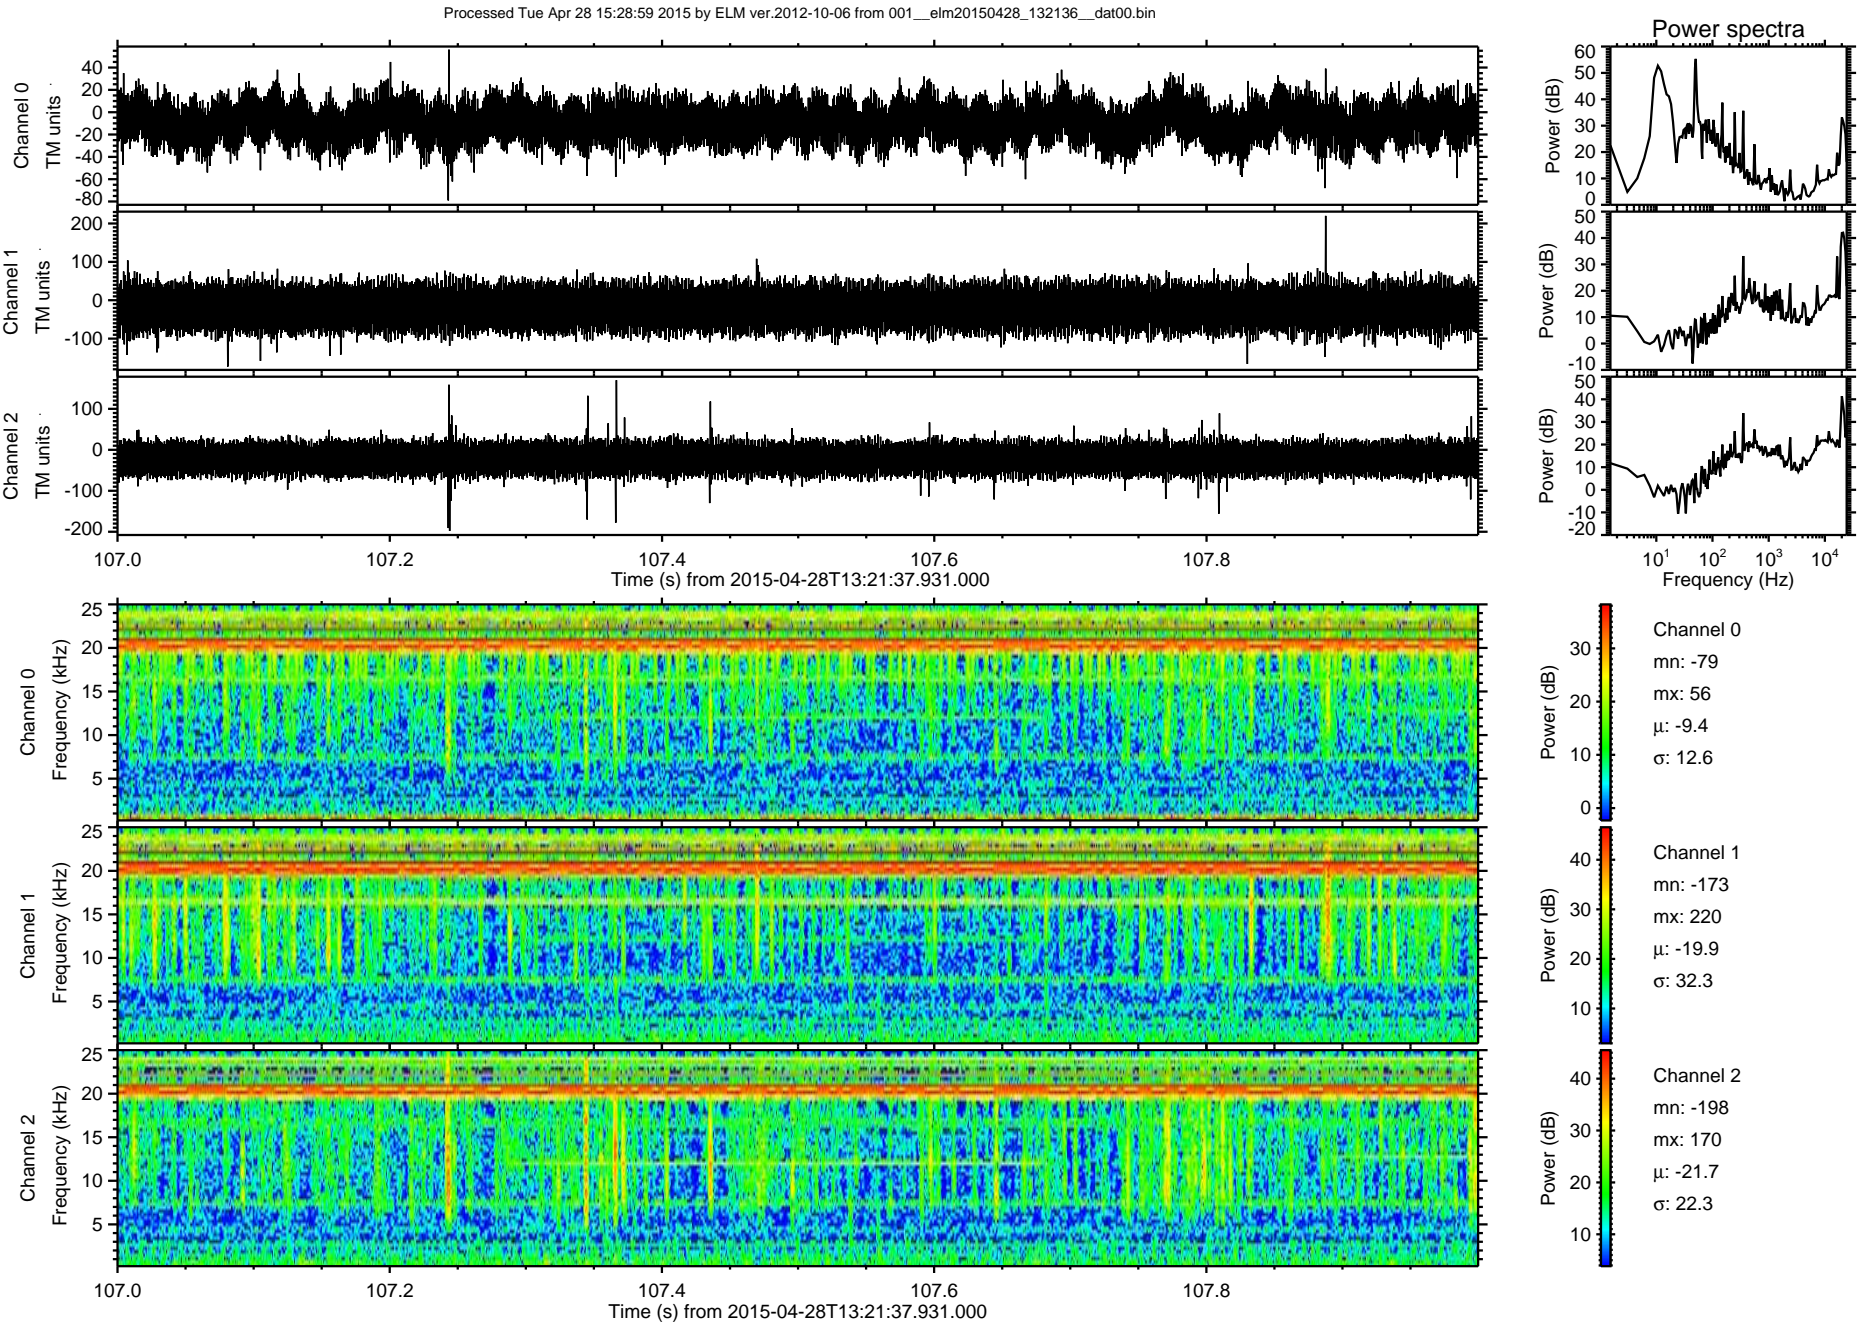 Processed Tue Apr 28 15:28:59 2015 by ELM ver.2012-10-06 from 001__elm20150428_132136__dat00.bin
Power spectra
Channel 0
TM units
40
20
0
-20
-40
-60
-80
Power (dB)
60
50
40
30
20
10
0
Channel 1
TM units
200
100
0
-100
Power (dB)
50
40
30
20
10
0
-10
Channel 2
TM units
100
0
-100
-200
Power (dB)
50
40
30
20
10
0
-10
-20
107.0 107.2 107.4 107.6 107.8
Time (s) from 2015-04-28T13:21:37.931.000
10¹ 10² 10³ 10⁴
Frequency (Hz)
Channel 0
Frequency (kHz)
25
20
15
10
5
Power (dB)
30
20
10
0
Channel 0
mn: -79
mx: 56
μ: -9.4
σ: 12.6
Channel 1
Frequency (kHz)
25
20
15
10
5
Power (dB)
40
30
20
10
Channel 1
mn: -173
mx: 220
μ: -19.9
σ: 32.3
Channel 2
Frequency (kHz)
25
20
15
10
5
Power (dB)
40
30
20
10
Channel 2
mn: -198
mx: 170
μ: -21.7
σ: 22.3
107.0 107.2 107.4 107.6 107.8
Time (s) from 2015-04-28T13:21:37.931.000